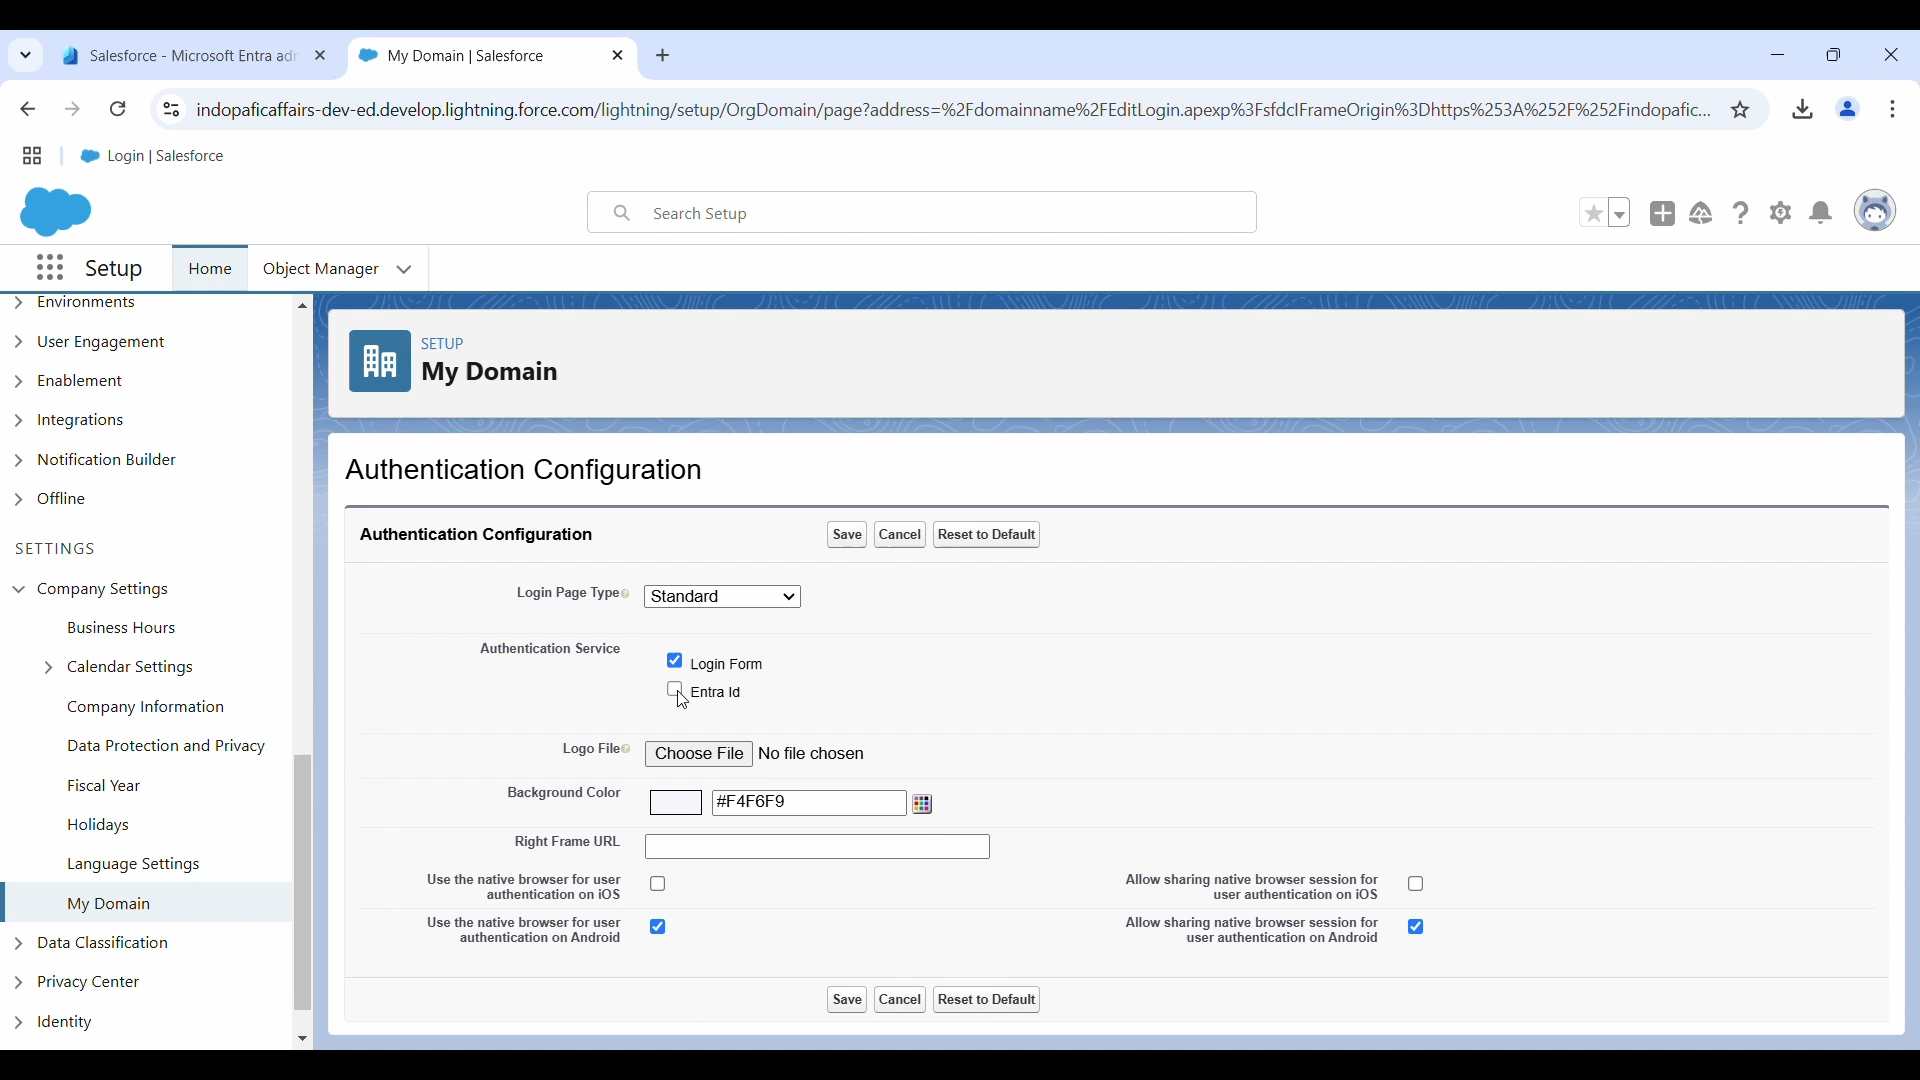 Salesforce - Microsoft Entra adr
My Domain | Salesforce
indopaficaffairs-dev-ed.develop.lightning.force.com/lightning/setup/OrgDomain/page?address=%2Fdomainname%2FEditLogin.apexp%3FsfdcIFrameOrigin%3Dhttps%253A%252F%252Findopafic...
Login | Salesforce
Search Setup
Setup
Home
Object Manager
Environments
User Engagement
Enablement
Integrations
Notification Builder
Offline
SETTINGS
Company Settings
Business Hours
Calendar Settings
Company Information
Data Protection and Privacy
Fiscal Year
Holidays
Language Settings
My Domain
Data Classification
Privacy Center
Identity
SETUP
My Domain
Authentication Configuration
Authentication Configuration
Save Cancel Reset to Default
Login Page Type Standard
Authentication Service
Login Form
Entra Id
Logo File Choose File No file chosen
Background Color #F4F6F9
Right Frame URL
Use the native browser for user
authentication on iOS
Allow sharing native browser session for
user authentication on iOS
Use the native browser for user
authentication on Android
Allow sharing native browser session for
user authentication on Android
Save Cancel Reset to Default